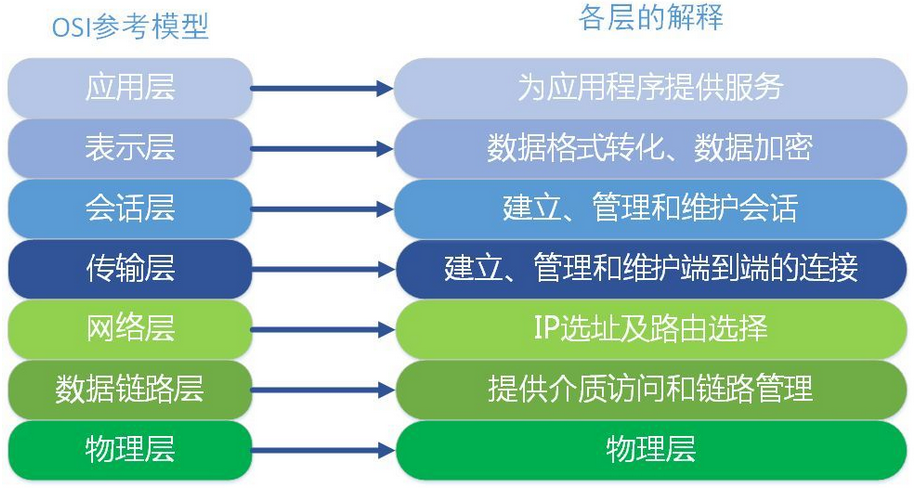 OSI参考模型
各层的解释
应用层
为应用程序提供服务
表示层
数据格式转化、数据加密
会话层
建立、管理和维护会话
传输层
建立、管理和维护端到端的连接
网络层
IP选址及路由选择
数据链路层
提供介质访问和链路管理
物理层
物理层